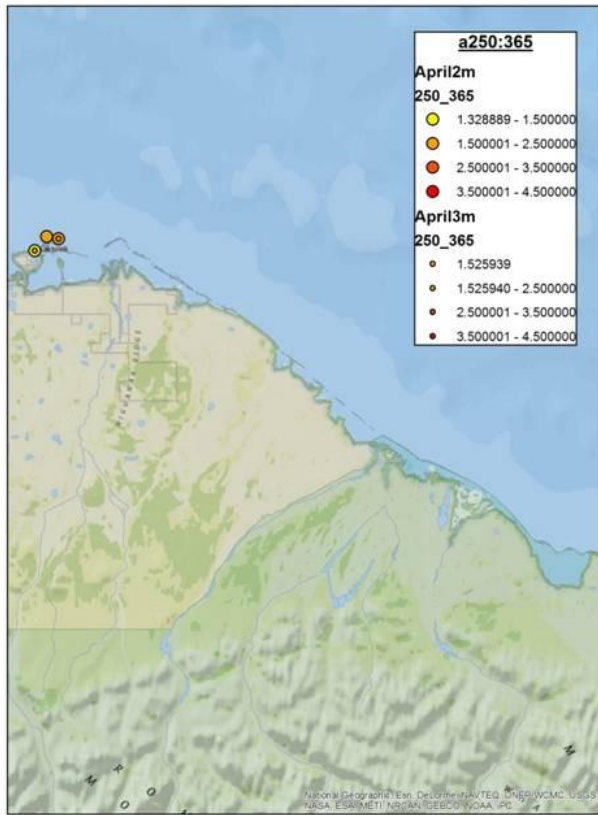 a250:365
April2m
250_365
1.328889 - 1.500000
1.500001 - 2.500000
2.500001 - 3.500000
3.500001 - 4.500000
April3m
250_365
1.525939
1.525940 - 2.500000
2.500001 - 3.500000
3.500001 - 4.500000
R O
M O
M
National Geographic, Esri, DeLorme, NAVTEQ, UNEP-WCMC, USGS,
NASA, ESA, METI, NRCAN, GEBCO, NOAA, iPC